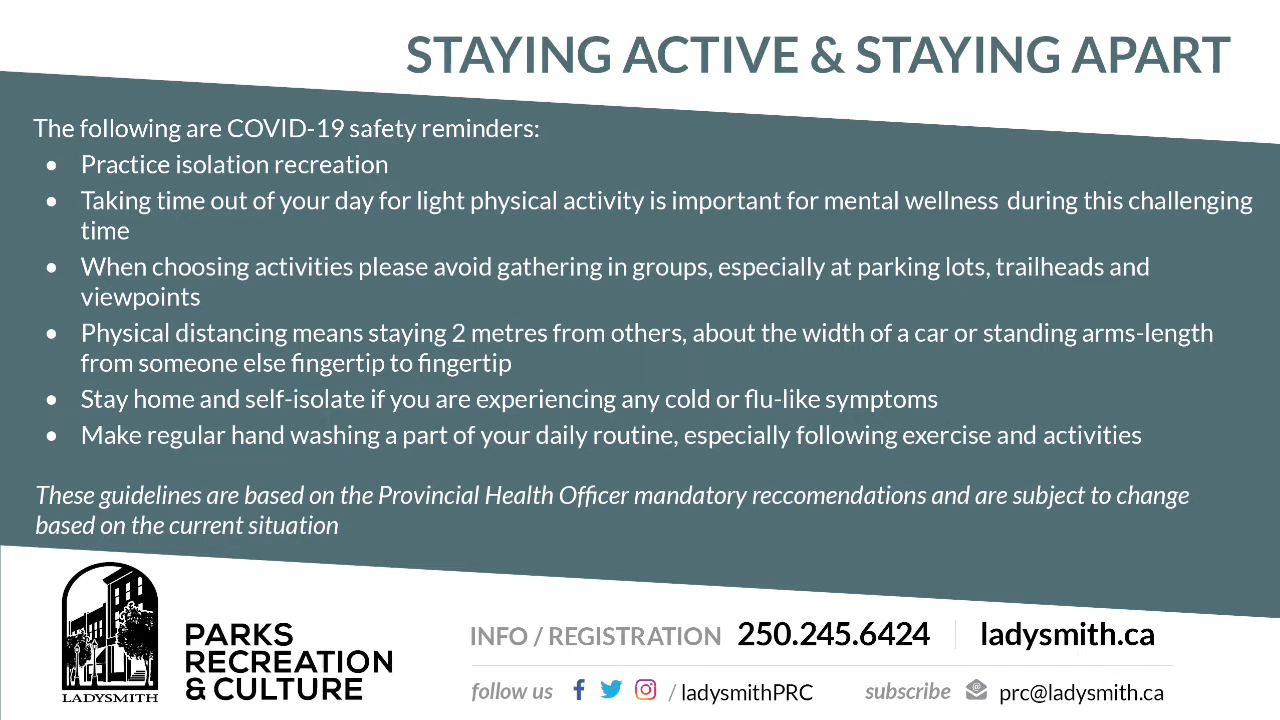 STAYING ACTIVE & STAYING APART
The following are COVID-19 safety reminders:
• Practice isolation recreation
• Taking time out of your day for light physical activity is important for mental wellness during this challenging
time
• When choosing activities please avoid gathering in groups, especially at parking lots, trailheads and
viewpoints
• Physical distancing means staying 2 metres from others, about the width of a car or standing arms-length
from someone else fingertip to fingertip
• Stay home and self-isolate if you are experiencing any cold or flu-like symptoms
• Make regular hand washing a part of your daily routine, especially following exercise and activities
These guidelines are based on the Provincial Health Officer mandatory reccomendations and are subject to change
based on the current situation
LADYSMITH
PARKS
RECREATION
& CULTURE
INFO / REGISTRATION 250.245.6424 ladysmith.ca
follow us / ladysmithPRC subscribe prc@ladysmith.ca